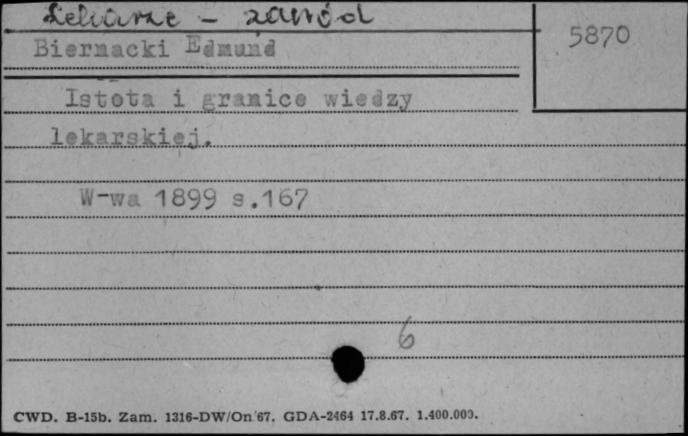 Lekarze - zawód
5870
Biernacki Edmund
Istota i granice wiedzy
lekarskiej.
W-wa 1899 s.167
6
CWD. B-15b. Zam. 1316-DW/On 67. GDA-2464 17.8.67. 1.400.000.